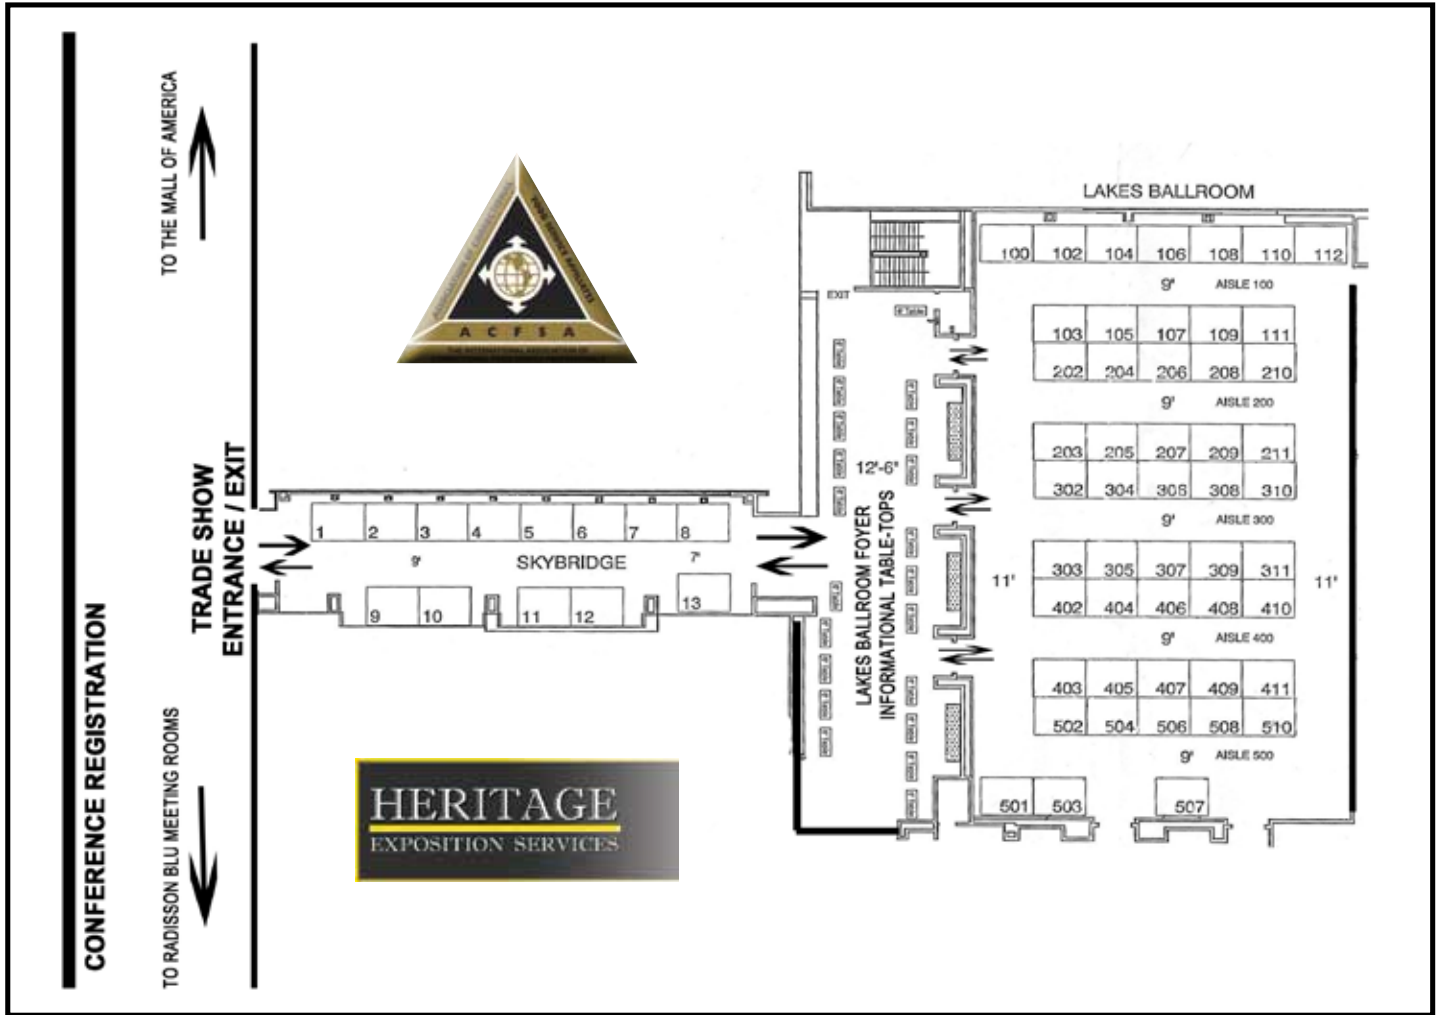 CONFERENCE REGISTRATION
TO THE MALL OF AMERICA
TO RADISSON BLU MEETING ROOMS
TRADE SHOW
ENTRANCE / EXIT
A C F S A
HERITAGE
EXPOSITION SERVICES
1 2 3 4 5 6 7 8
9' SKYBRIDGE 7'
9 10 11 12 13
EXIT
12'-6"
LAKES BALLROOM FOYER
INFORMATIONAL TABLE-TOPS
LAKES BALLROOM
100 102 104 106 108 110 112
9' AISLE 100
103 105 107 109 111
202 204 206 208 210
9' AISLE 200
203 205 207 209 211
302 304 306 308 310
9' AISLE 300
303 305 307 309 311
11' 11'
402 404 406 408 410
9' AISLE 400
403 405 407 409 411
502 504 506 508 510
9' AISLE 500
501 503 507